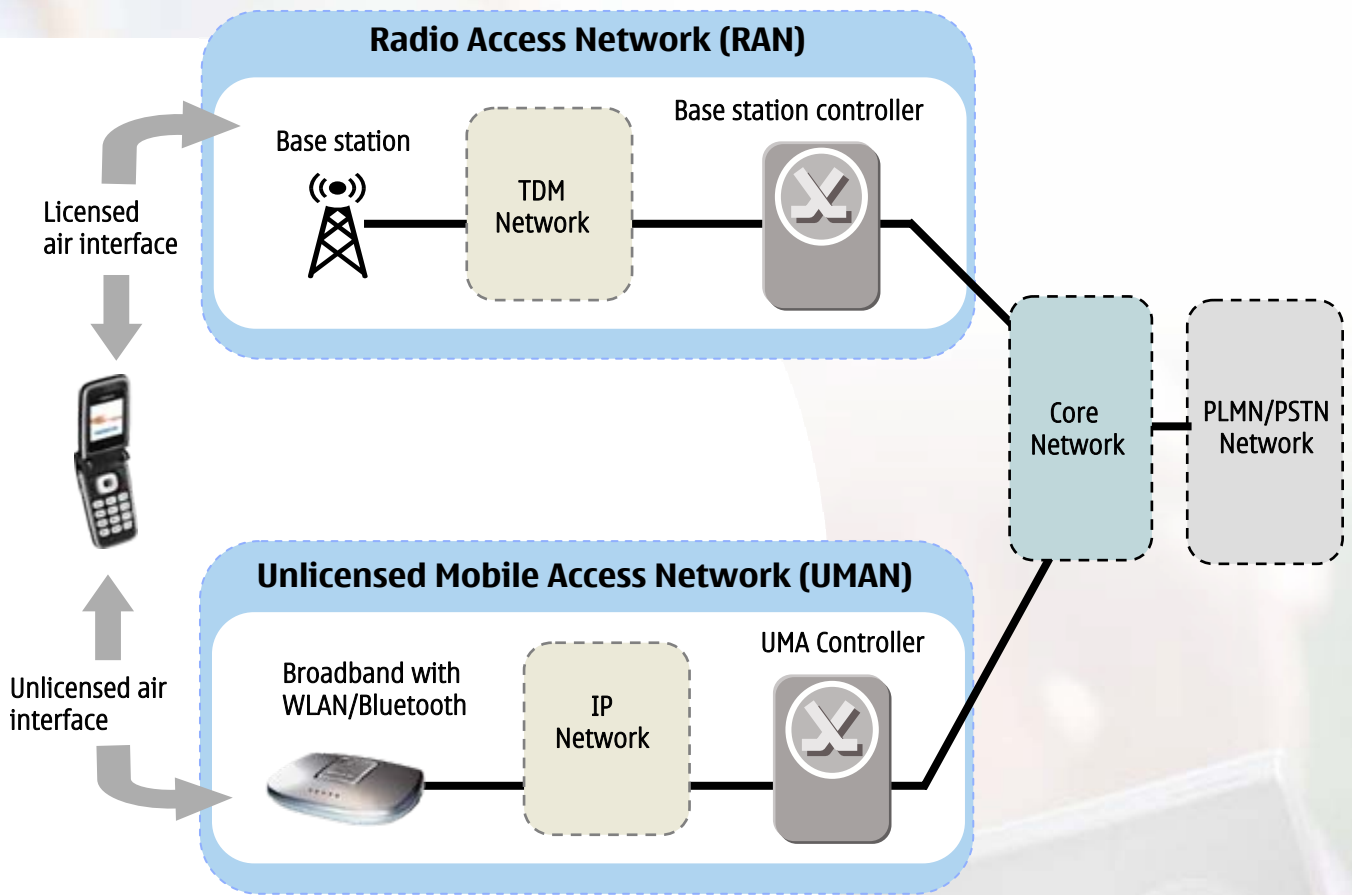 Radio Access Network (RAN)
Base station controller
Base station
TDM
Network
Licensed
air interface
Core
Network
PLMN/PSTN
Network
Unlicensed Mobile Access Network (UMAN)
UMA Controller
Broadband with
WLAN/Bluetooth
IP
Network
Unlicensed air
interface